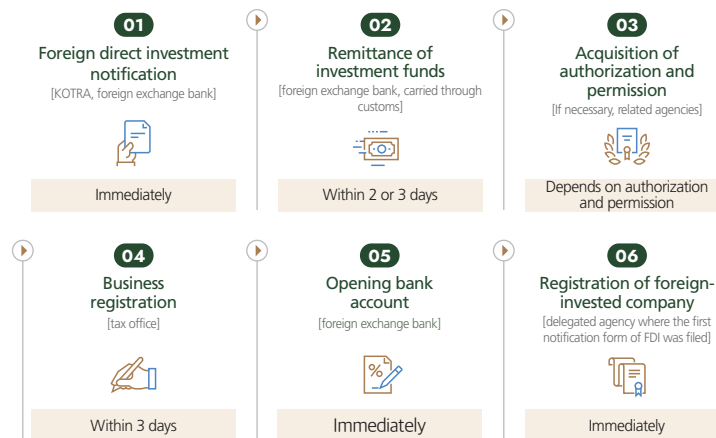 01
Foreign direct investment
notification
[KOTRA, foreign exchange bank]
Immediately
02
Remittance of
investment funds
[foreign exchange bank, carried through
customs]
Within 2 or 3 days
03
Acquisition of
authorization and
permission
[If necessary, related agencies]
Depends on authorization
and permission
04
Business
registration
[tax office]
Within 3 days
05
Opening bank
account
[foreign exchange bank]
%
Immediately
06
Registration of foreign-
invested company
[delegated agency where the first
notification form of FDI was filed]
Immediately